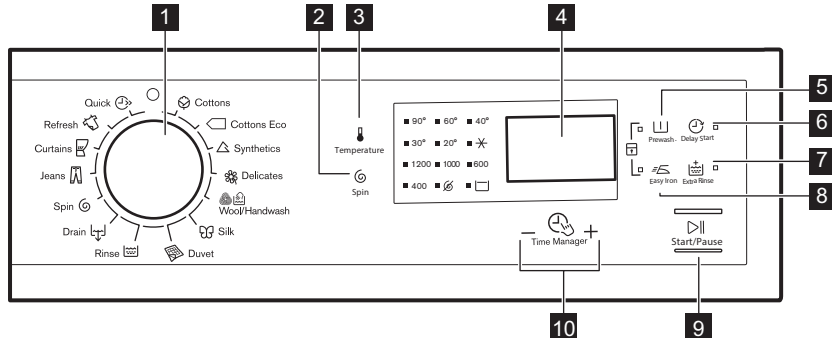 1
2
3
4
5
6
7
8
9
10
Quick
Cottons
Refresh
Cottons Eco
Curtains
Synthetics
Jeans
Delicates
Spin
Wool/Handwash
Drain
Silk
Rinse
Duvet
Temperature
Spin
90° 60° 40°
30° 20°
1200 1000 600
400
Prewash
Delay Start
Easy Iron
Extra Rinse
Time Manager
Start/Pause